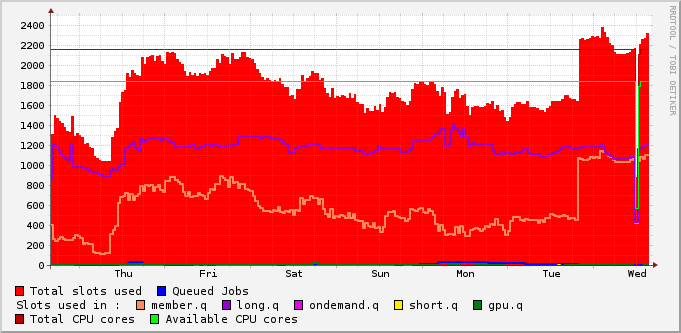 RRDTOOL / TOBI OETIKER
2400
2200
2000
1800
1600
1400
1200
1000
800
600
400
200
0
Thu Fri Sat Sun Mon Tue Wed
Total slots used Queued Jobs
Slots used in : member.q long.q ondemand.q short.q gpu.q
Total CPU cores Available CPU cores